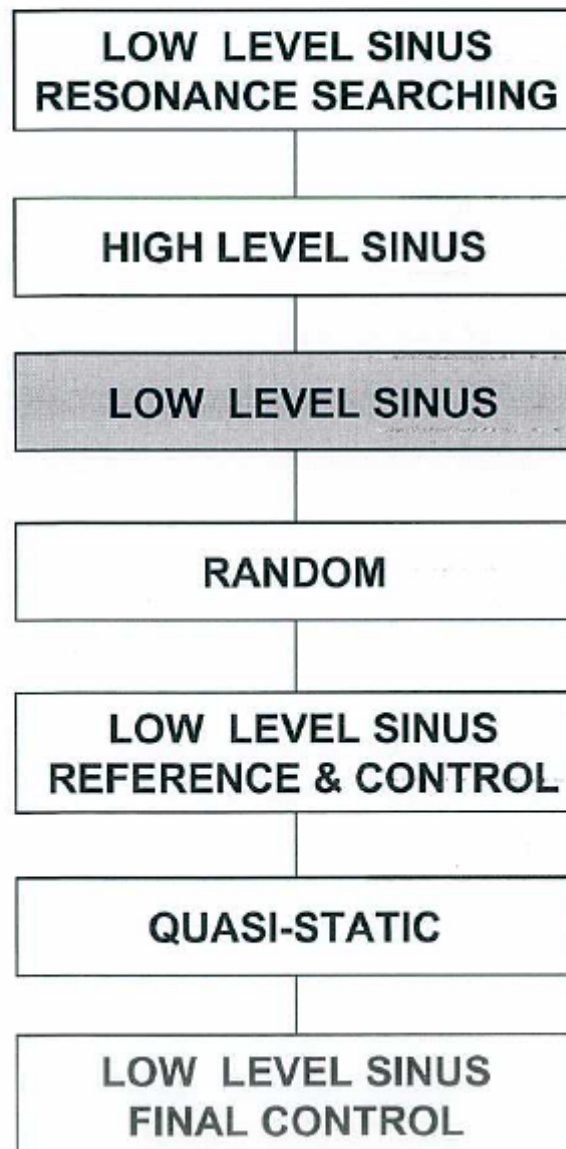 LOW LEVEL SINUS
RESONANCE SEARCHING
HIGH LEVEL SINUS
LOW LEVEL SINUS
RANDOM
LOW LEVEL SINUS
REFERENCE & CONTROL
QUASI-STATIC
LOW LEVEL SINUS
FINAL CONTROL